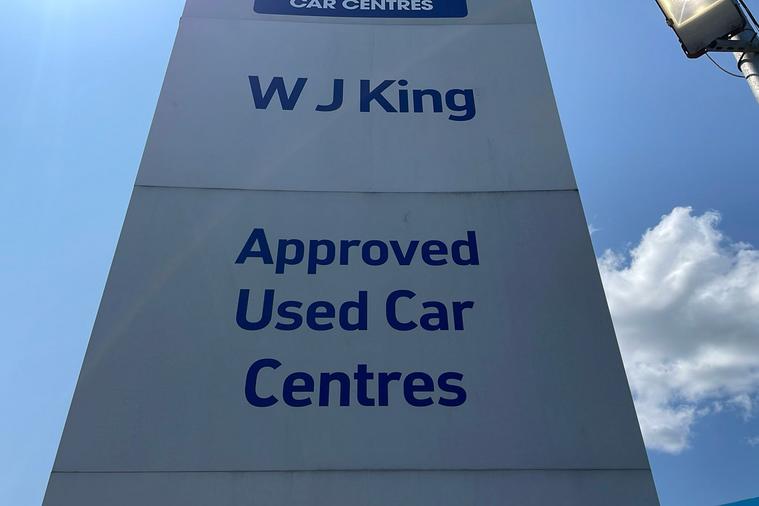 CAR CENTRES
W J King
Approved
Used Car
Centres